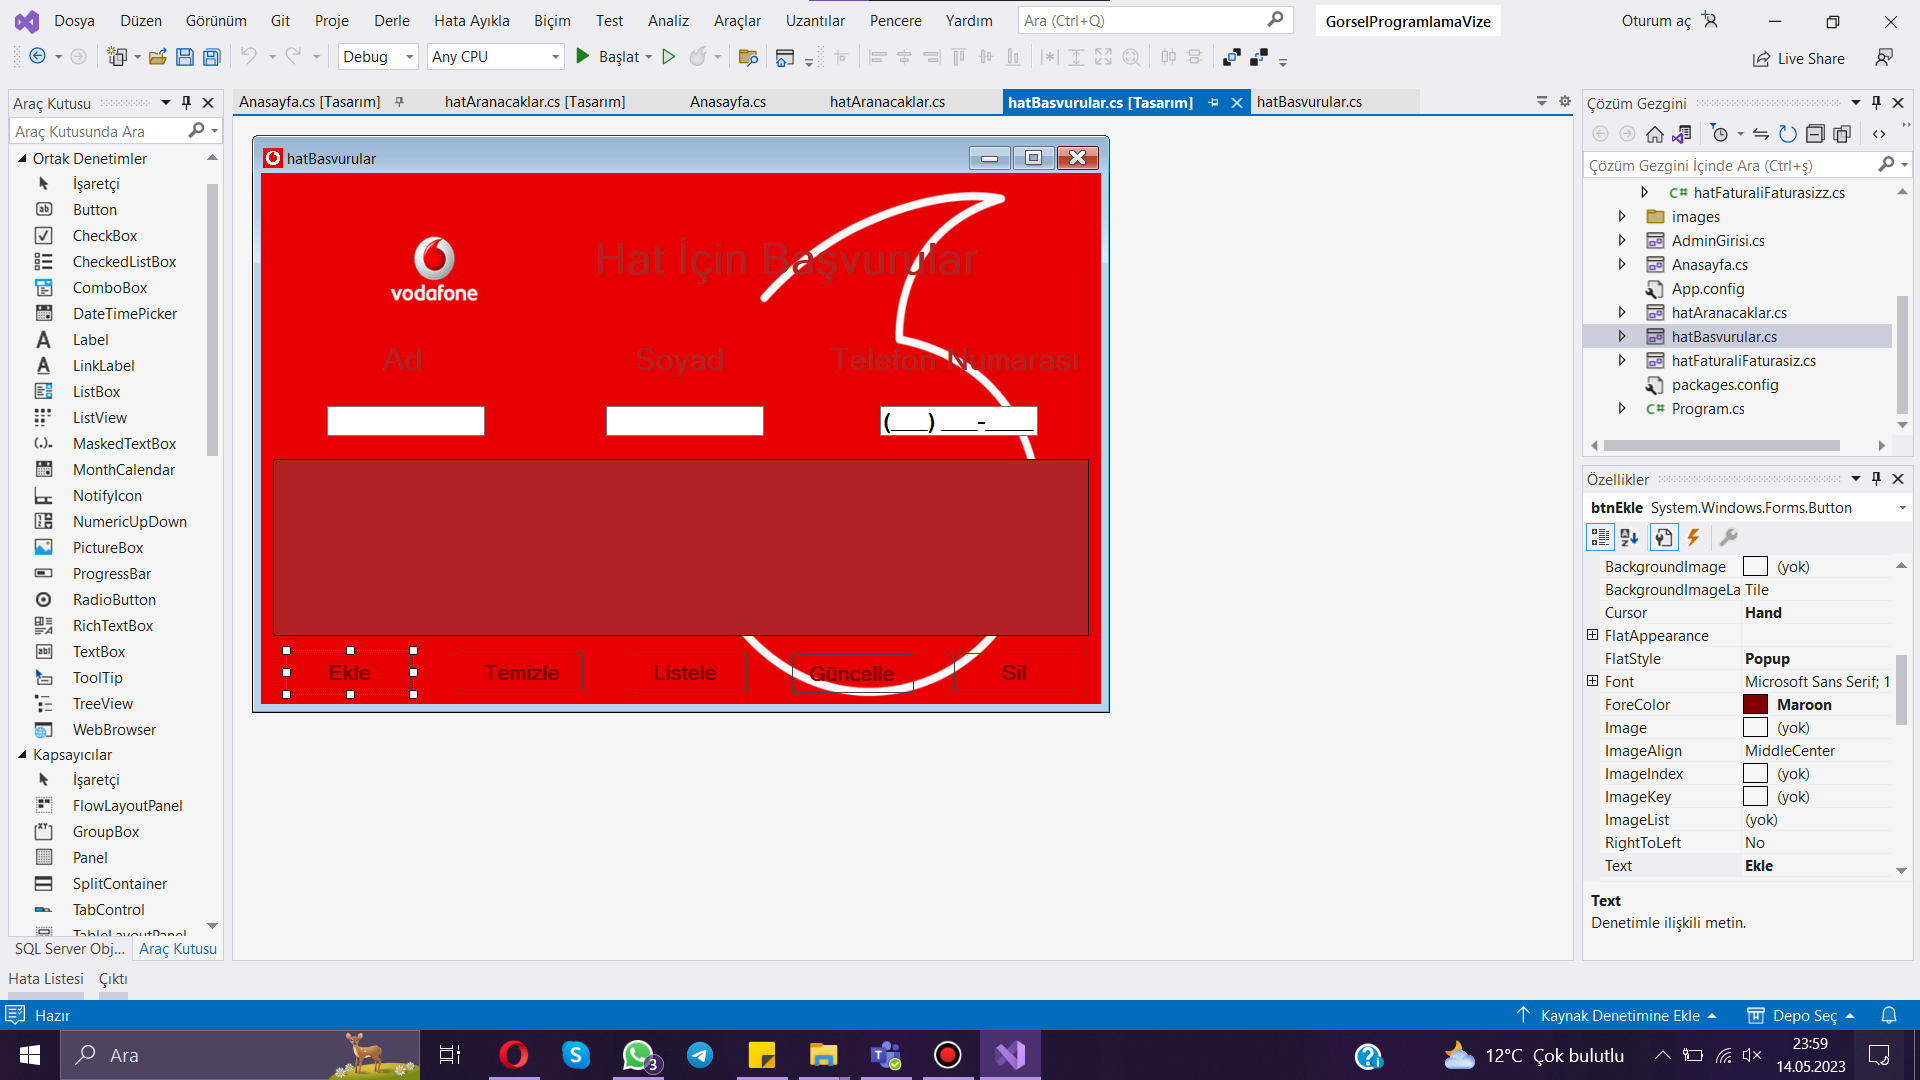 Dosya Düzen Görünüm Git Proje Derle Hata Ayıkla Biçim Test Analiz Araçlar Uzantılar Pencere Yardım Ara (Ctrl+Q) GorselProgramlamaVize Oturum aç
Debug Any CPU Başlat Live Share
Araç Kutusu
Araç Kutusunda Ara
Ortak Denetimler
İşaretçi
Button
CheckBox
CheckedListBox
ComboBox
DateTimePicker
Label
LinkLabel
ListBox
ListView
MaskedTextBox
MonthCalendar
NotifyIcon
NumericUpDown
PictureBox
ProgressBar
RadioButton
RichTextBox
TextBox
ToolTip
TreeView
WebBrowser
Kapsayıcılar
İşaretçi
FlowLayoutPanel
GroupBox
Panel
SplitContainer
TabControl
TableLayoutPanel
SQL Server Obj... Araç Kutusu
Hata Listesi Çıktı
Anasayfa.cs [Tasarım] hatAranacaklar.cs [Tasarım] Anasayfa.cs hatAranacaklar.cs hatBasvurular.cs [Tasarım] hatBasvurular.cs
hatBasvurular
vodafone
Hat İçin Başvurular
Ad Soyad Telefon Numarası
(___) ___-____
Ekle Temizle Listele Güncelle Sil
Çözüm Gezgini
Çözüm Gezgini İçinde Ara (Ctrl+ş)
C# hatFaturaliFaturasizz.cs
images
AdminGirisi.cs
Anasayfa.cs
App.config
hatAranacaklar.cs
hatBasvurular.cs
hatFaturaliFaturasiz.cs
packages.config
C# Program.cs
Özellikler
btnEkle System.Windows.Forms.Button
BackgroundImage (yok)
BackgroundImageLa Tile
Cursor Hand
FlatAppearance
FlatStyle Popup
Font Microsoft Sans Serif; 1
ForeColor Maroon
Image (yok)
ImageAlign MiddleCenter
ImageIndex (yok)
ImageKey (yok)
ImageList (yok)
RightToLeft No
Text Ekle
Text
Denetimle ilişkili metin.
Hazır Kaynak Denetimine Ekle Depo Seç
Ara 3 12°C Çok bulutlu 23:59
14.05.2023